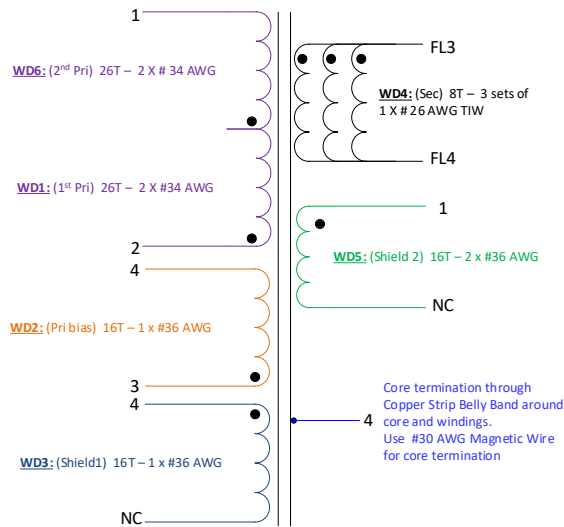 1
WD6: (2nd Pri) 26T – 2 X # 34 AWG
WD1: (1st Pri) 26T – 2 X #34 AWG
2
4
WD2: (Pri bias) 16T – 1 x #36 AWG
3
4
WD3: (Shield1) 16T – 1 x #36 AWG
NC
FL3
WD4: (Sec) 8T – 3 sets of
1 X # 26 AWG TIW
FL4
1
WD5: (Shield 2) 16T – 2 x #36 AWG
NC
4
Core termination through
Copper Strip Belly Band around
core and windings.
Use #30 AWG Magnetic Wire
for core termination